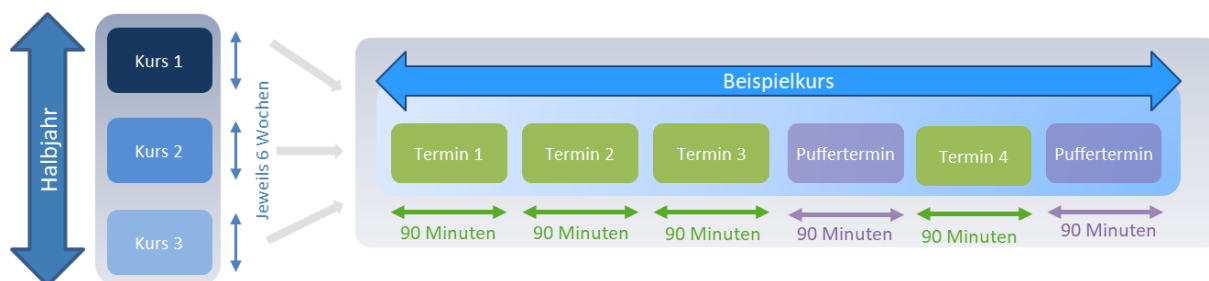 Halbjahr
Kurs 1
Kurs 2
Kurs 3
Jeweils 6 Wochen
Beispielkurs
Termin 1
Termin 2
Termin 3
Puffertermin
Termin 4
Puffertermin
90 Minuten
90 Minuten
90 Minuten
90 Minuten
90 Minuten
90 Minuten